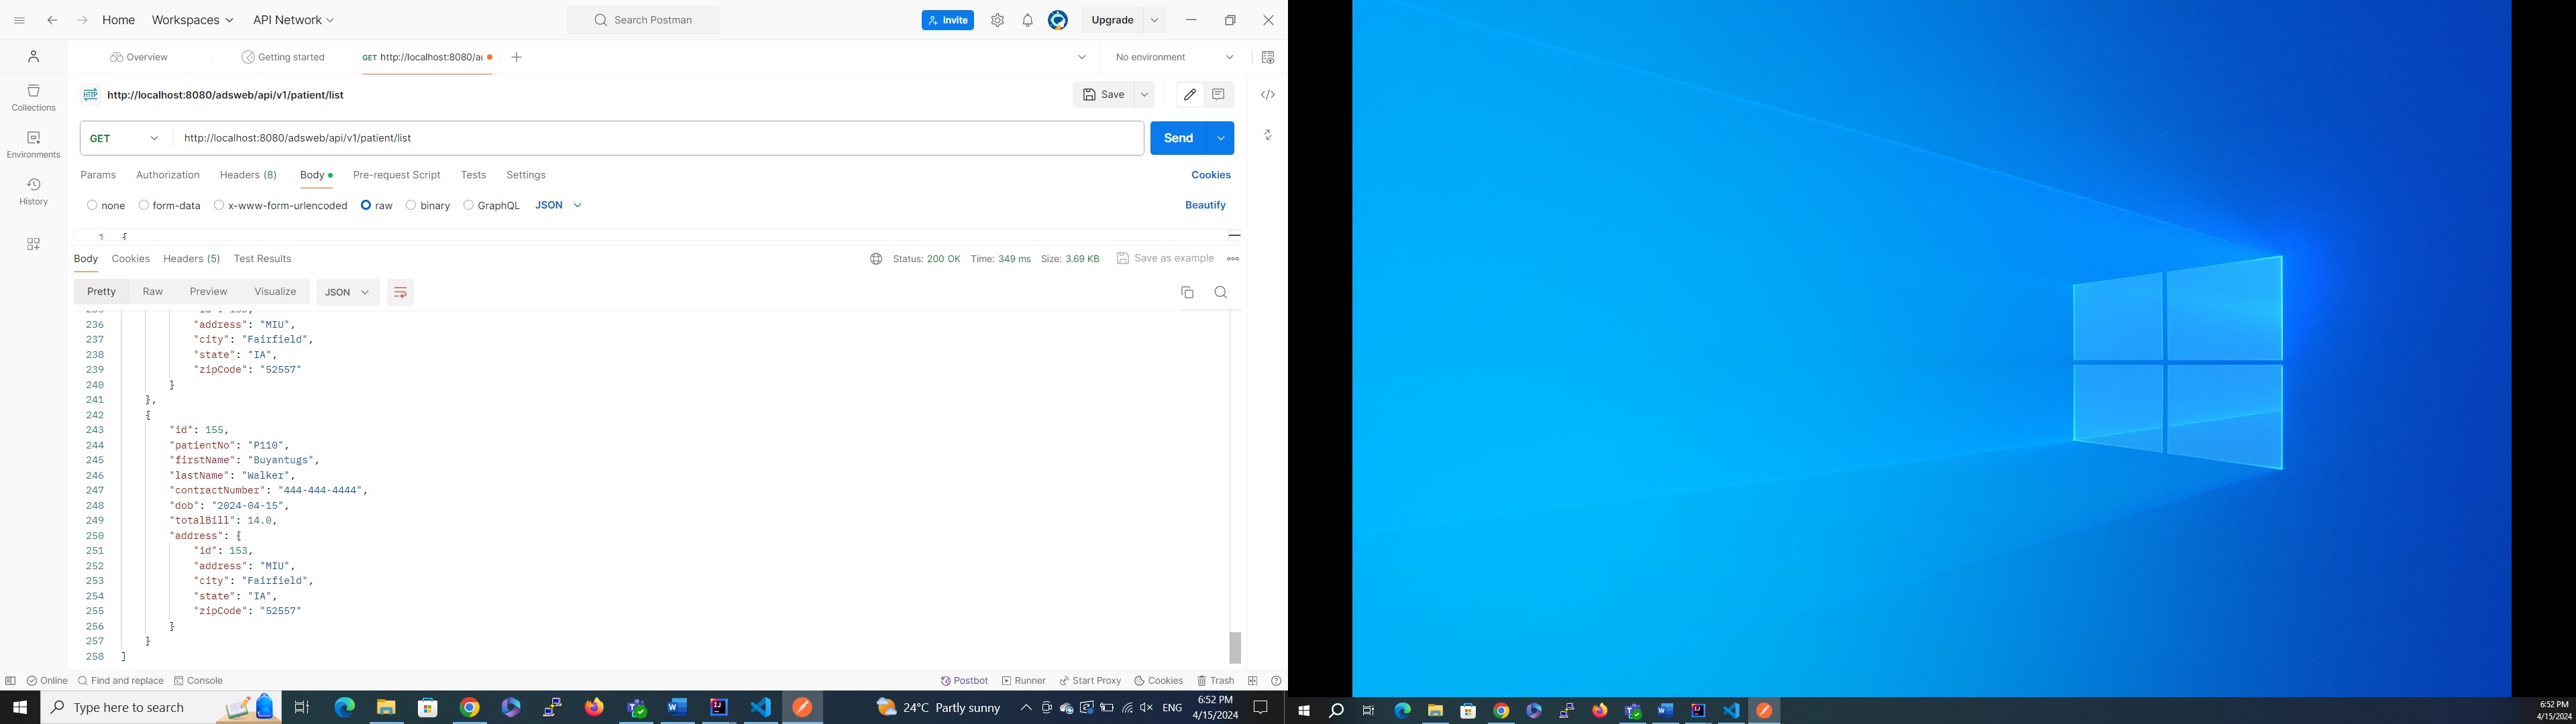 Home Workspaces API Network Search Postman Invite Upgrade
Overview Getting started GET http://localhost:8080/a No environment
HTTP http://localhost:8080/adsweb/api/v1/patient/list Save
Collections
GET http://localhost:8080/adsweb/api/v1/patient/list Send
Environments
Params Authorization Headers (8) Body Pre-request Script Tests Settings Cookies
History
none form-data x-www-form-urlencoded raw binary GraphQL JSON Beautify
1 {
Body Cookies Headers (5) Test Results Status: 200 OK Time: 349 ms Size: 3.69 KB Save as example
Pretty Raw Preview Visualize JSON
236 "address": "MIU",
237 "city": "Fairfield",
238 "state": "IA",
239 "zipCode": "52557"
240 }
241 },
242 {
243 "id": 155,
244 "patientNo": "P110",
245 "firstName": "Buyantugs",
246 "lastName": "Walker",
247 "contractNumber": "444-444-4444",
248 "dob": "2024-04-15",
249 "totalBill": 14.0,
250 "address": {
251 "id": 153,
252 "address": "MIU",
253 "city": "Fairfield",
254 "state": "IA",
255 "zipCode": "52557"
256 }
257 }
258 ]
Online Find and replace Console Postbot Runner Start Proxy Cookies Trash
Type here to search 24°C Partly sunny ENG 6:52 PM
4/15/2024
6:52 PM
4/15/2024